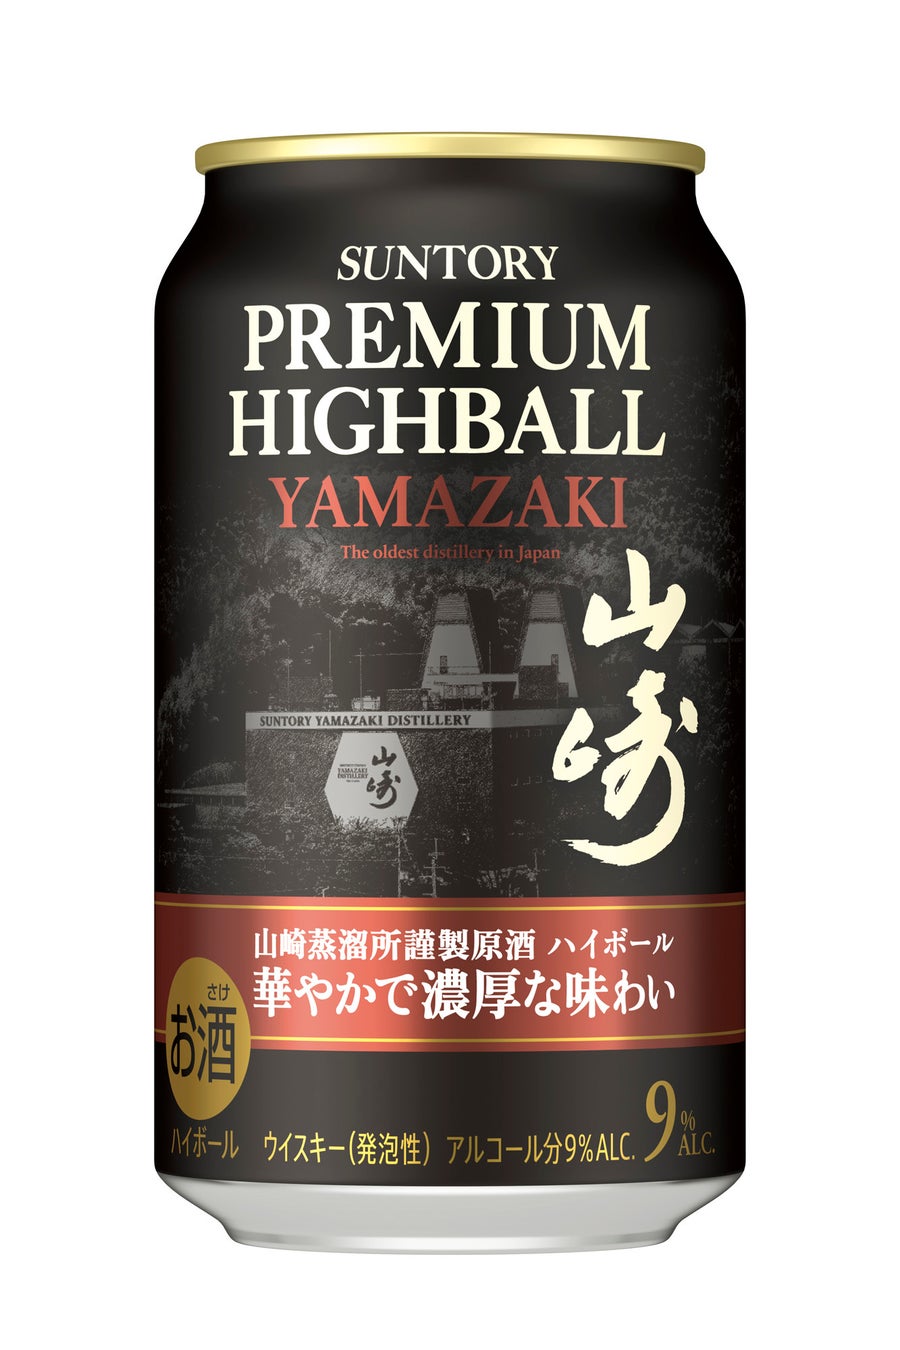 SUNTORY
PREMIUM
HIGHBALL
YAMAZAKI
The oldest distillery in Japan
山崎
SUNTORY YAMAZAKI DISTILLERY
YAMAZAKI
DISTILLERY
山崎
山崎蒸溜所謹製原酒 ハイボール
華やかで濃厚な味わい
さけ
お酒
ハイボール ウイスキー(発泡性) アルコール分9%ALC. 9% ALC.